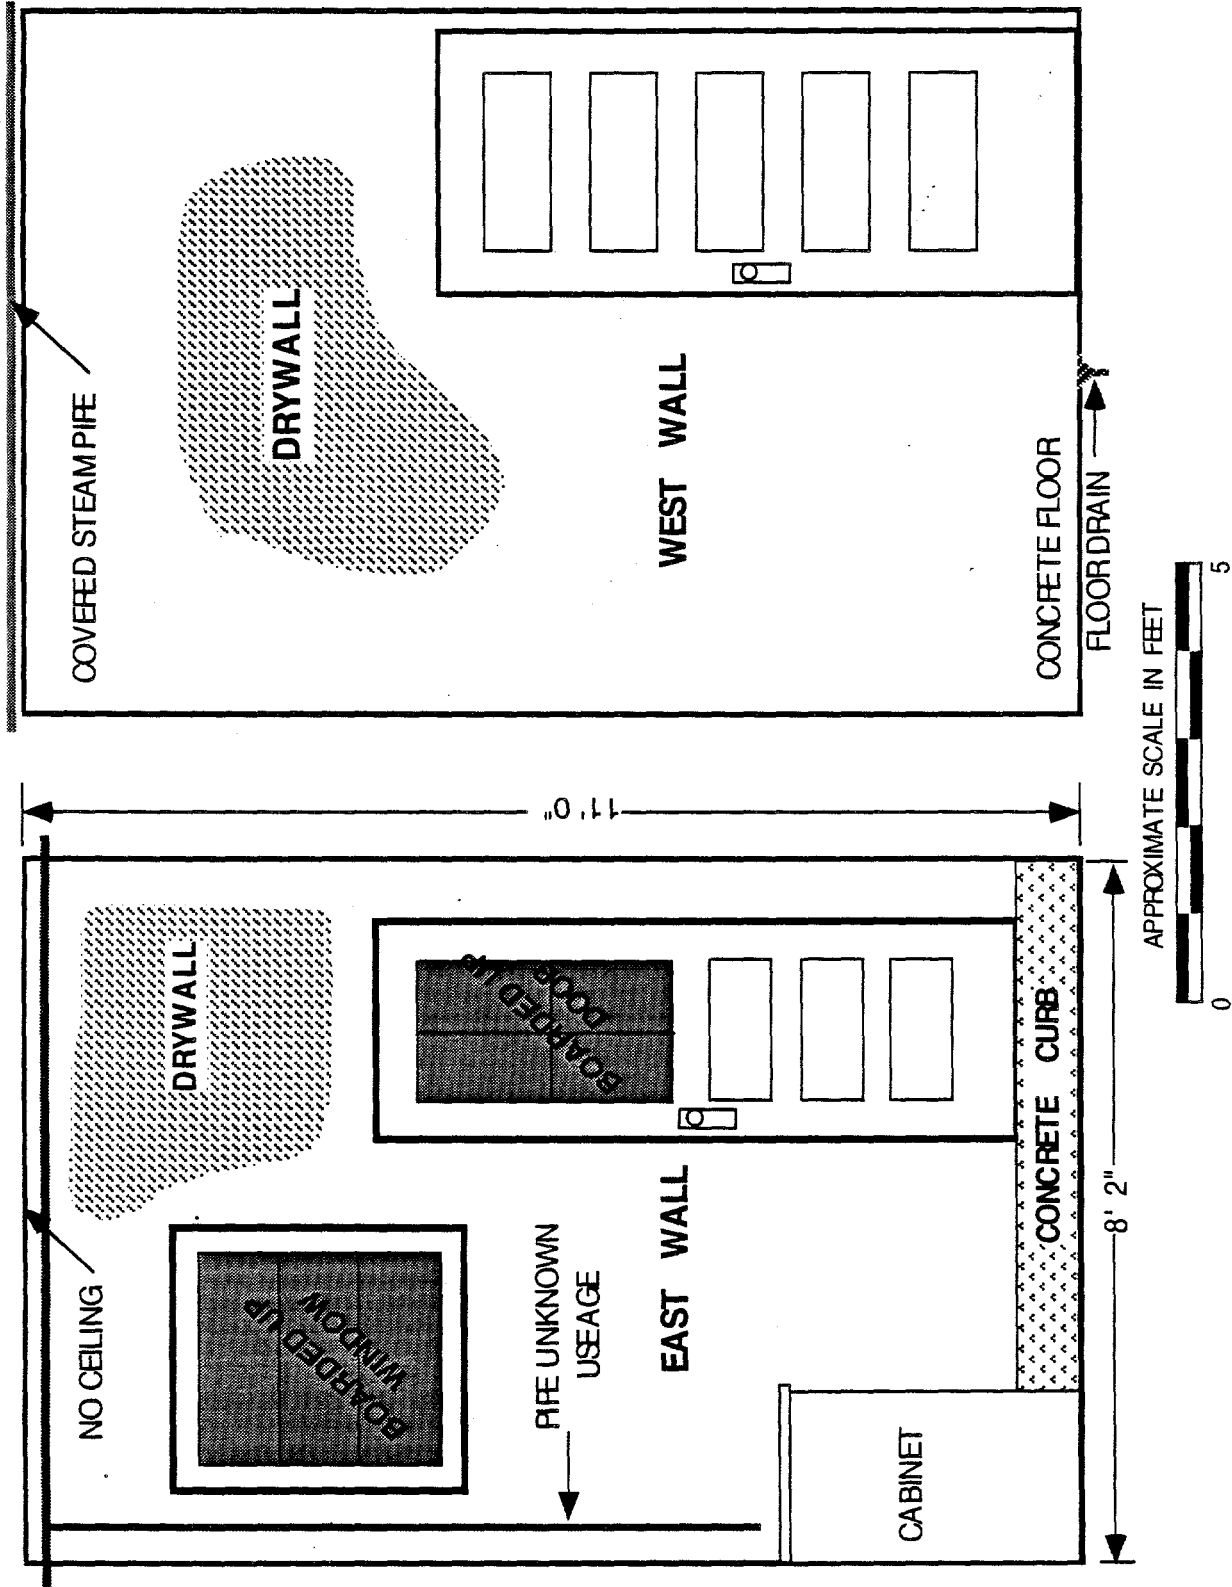 NO CEILING
DRYWALL
BOARDED UP
WINDOW
BOARDED UP
DOOR
PIPE UNKNOWN
USEAGE
EAST WALL
CABINET
CONCRETE CURB
8' 2"
11' 0"
COVERED STEAM PIPE
DRYWALL
WEST WALL
CONCRETE FLOOR
FLOOR DRAIN
APPROXIMATE SCALE IN FEET
0 5